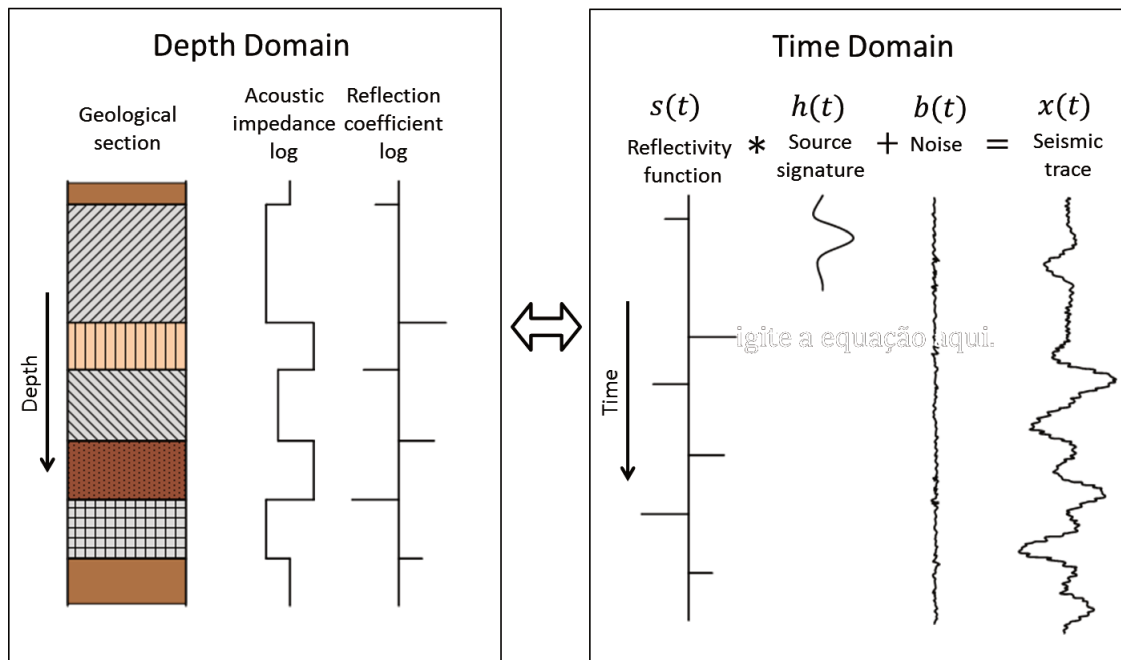 Depth Domain
Geological
section
Acoustic
impedance
log
Reflection
coefficient
log
Depth
Time Domain
s(t) h(t) b(t) x(t)
Reflectivity
function
*
Source
signature
+
Noise
=
Seismic
trace
igite a equação aqui.
Time